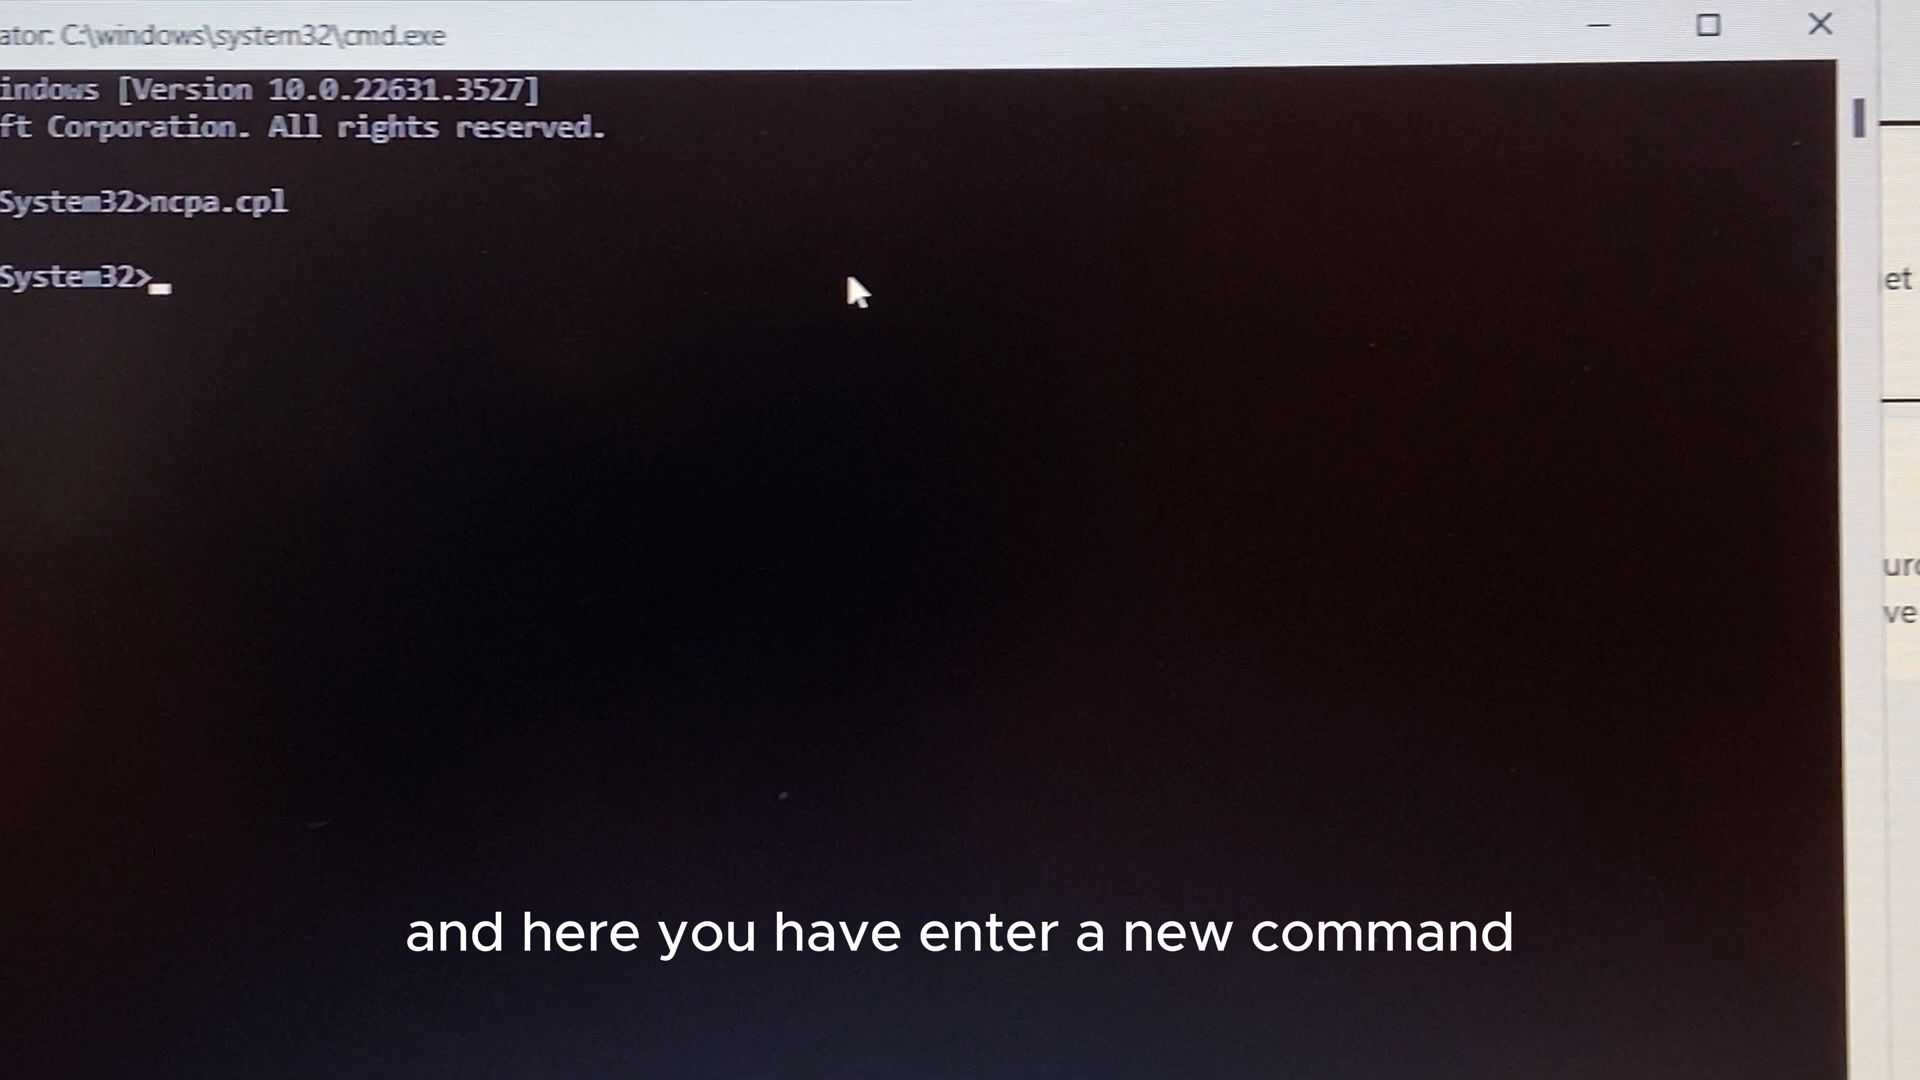 ator: C:\windows\system32\cmd.exe
indows [Version 10.0.22631.3527]
ft Corporation. All rights reserved.
System32>ncpa.cpl
System32>
et
ve
and here you have enter a new command